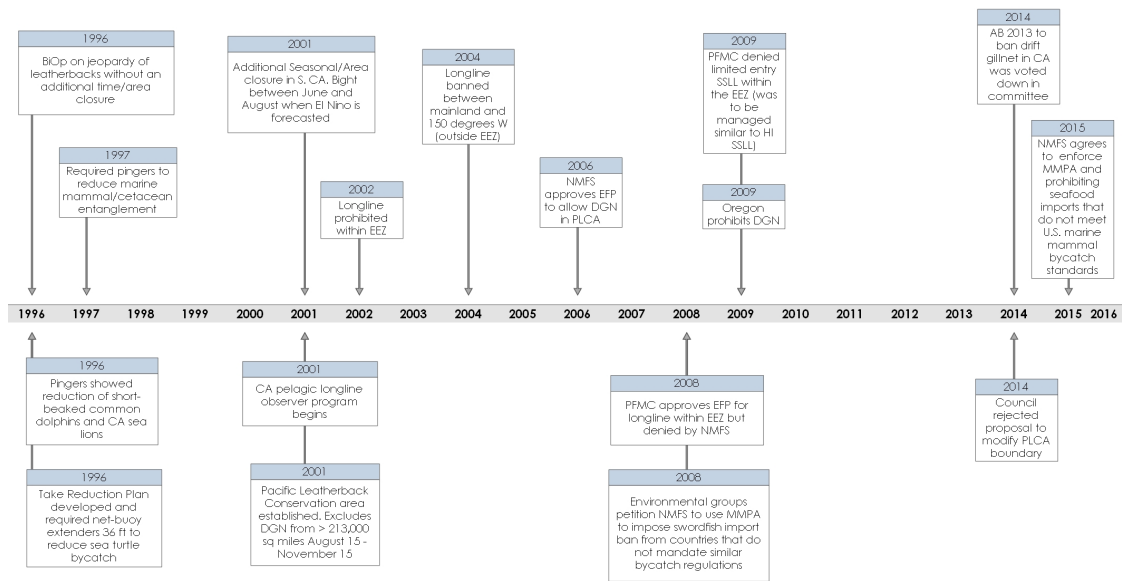 1996
BiOp on jeopardy of
leatherbacks without an
additional time/area
closure
1997
Required pingers to
reduce marine
mammal/cetacean
entanglement
2001
Additional Seasonal/Area
closure in S. CA, Bight
between June and
August when El Nino is
forecasted
2002
Longline prohibited
within EEZ
2004
Longline
banned
between
mainland and
150 degrees W
(outside EEZ)
2006
NMFS
approves EFP
to allow DGN
in PLCA
2009
PFMC denied
limited entry
SSLL within
the EEZ (was
to be
managed
similar to HI
SSLL)
2009
Oregon
prohibits DGN
2014
AB 2013 to
ban drift
gillnet in CA
was voted
down in
committee
2015
NMFS agrees
to enforce
MMPA and
prohibiting
seafood
imports that
do not meet
U.S. marine
mammal
bycatch
standards
1996 1997 1998 1999 2000 2001 2002 2003 2004 2005 2006 2007 2008 2009 2010 2011 2012 2013 2014 2015 2016
1996
Pingers showed
reduction of short-
beaked common
dolphins and CA sea
lions
1996
Take Reduction Plan
developed and
required net-buoy
extenders 36 ft to
reduce sea turtle
bycatch
2001
CA pelagic longline
observer program
begins
2001
Pacific Leatherback
Conservation area
established. Excludes
DGN from > 213,000
sq miles August 15 -
November 15
2008
PFMC approves EFP for
longline within EEZ but
denied by NMFS
2008
Environmental groups
petition NMFS to use MMPA
to impose swordfish import
ban from countries that do
not mandate similar
bycatch regulations
2014
Council
rejected
proposal to
modify PLCA
boundary